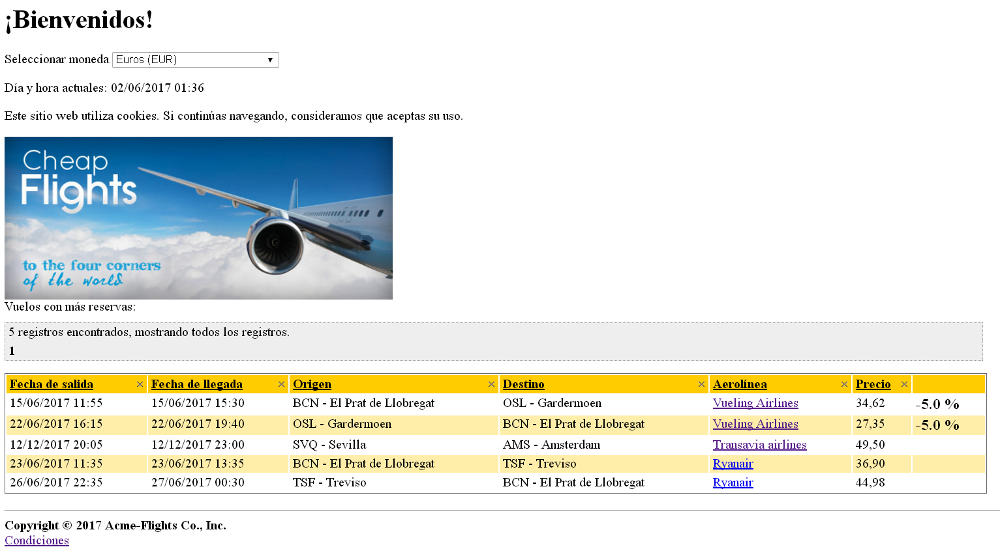 ¡Bienvenidos!
Seleccionar moneda Euros (EUR)
Día y hora actuales: 02/06/2017 01:36
Este sitio web utiliza cookies. Si continúas navegando, consideramos que aceptas su uso.
Cheap
Flights
to the four corners
of the world
Vuelos con más reservas:
5 registros encontrados, mostrando todos los registros.
1
Fecha de salida Fecha de llegada Origen Destino Aerolínea Precio
15/06/2017 11:55 15/06/2017 15:30 BCN - El Prat de Llobregat OSL - Gardermoen Vueling Airlines 34,62 -5.0 %
22/06/2017 16:15 22/06/2017 19:40 OSL - Gardermoen BCN - El Prat de Llobregat Vueling Airlines 27,35 -5.0 %
12/12/2017 20:05 12/12/2017 23:00 SVQ - Sevilla AMS - Amsterdam Transavia airlines 49,50
23/06/2017 11:35 23/06/2017 13:35 BCN - El Prat de Llobregat TSF - Treviso Ryanair 36,90
26/06/2017 22:35 27/06/2017 00:30 TSF - Treviso BCN - El Prat de Llobregat Ryanair 44,98
Copyright © 2017 Acme-Flights Co., Inc.
Condiciones